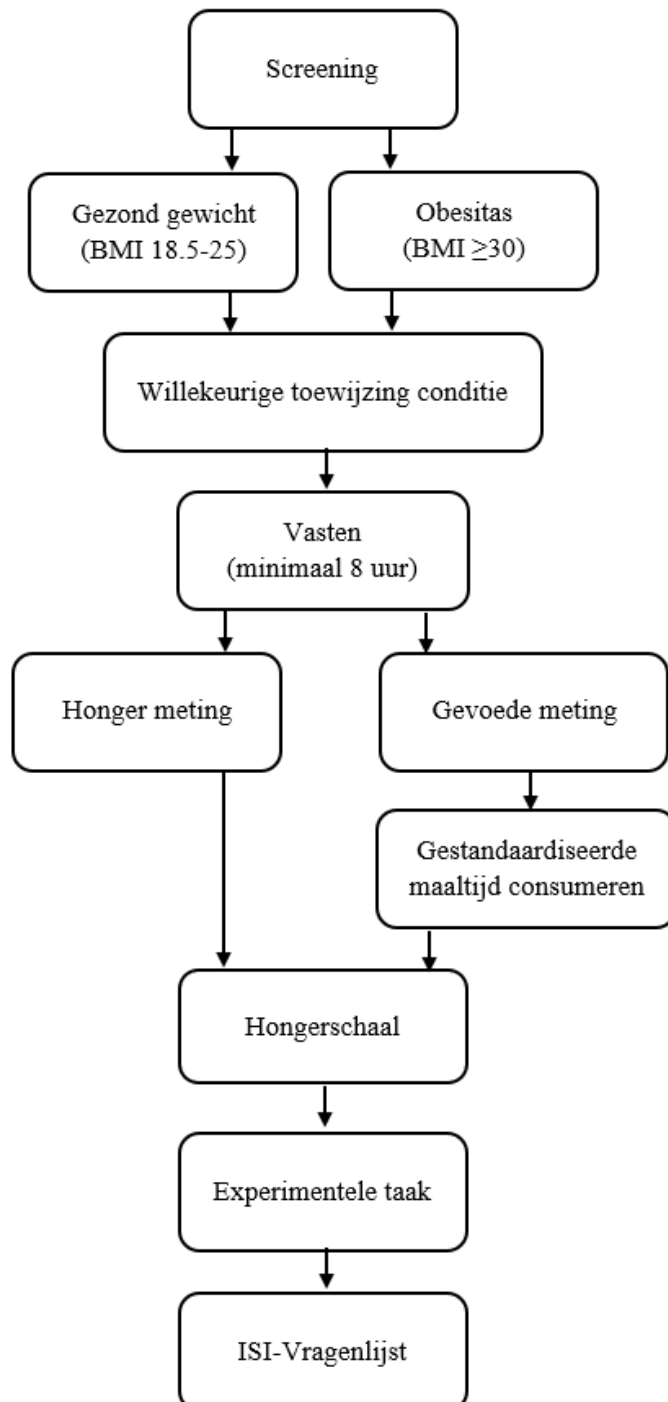 Screening
Gezond gewicht
(BMI 18.5-25)
Obesitas
(BMI ≥30)
Willekeurige toewijzing conditie
Vasten
(minimaal 8 uur)
Honger meting
Gevoede meting
Gestandaardiseerde
maaltijd consumeren
Hongerschaal
Experimentele taak
ISI-Vragenlijst